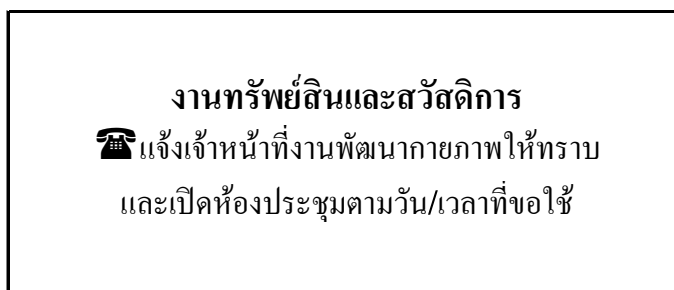 งานทรัพย์สินและสวัสดิการ
☎แจ้งเจ้าหน้าที่งานพัฒนากายภาพให้ทราบ
และเปิดห้องประชุมตามวัน/เวลาที่ขอใช้